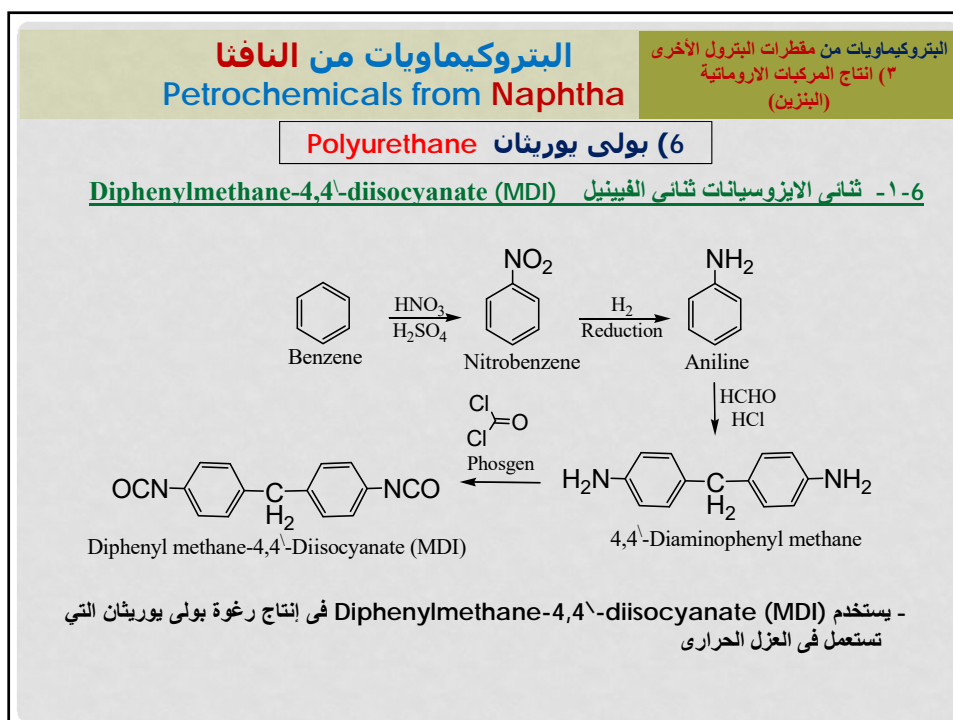 البتروكيماويات من مقطرات البترول الأخرى
٣) انتاج المركبات الاروماتية
(البنزين)
البتروكيماويات من النافثا
Petrochemicals from Naphtha
6) بولى يوريثان Polyurethane
6-١- ثنائى الايزوسيانات ثنائى الفيينيل Diphenylmethane-4,4\-diisocyanate (MDI)
NO2
NH2
HNO3
H2SO4
H2
Reduction
Benzene
Nitrobenzene
Aniline
HCHO
HCl
Cl
Cl
O
Phosgen
OCN
C
H2
NCO
H2N
C
H2
NH2
Diphenyl methane-4,4\-Diisocyanate (MDI)
4,4\-Diaminophenyl methane
- يستخدم Diphenylmethane-4,4\-diisocyanate (MDI) فى إنتاج رغوة بولى يوريثان التي
تستعمل فى العزل الحرارى